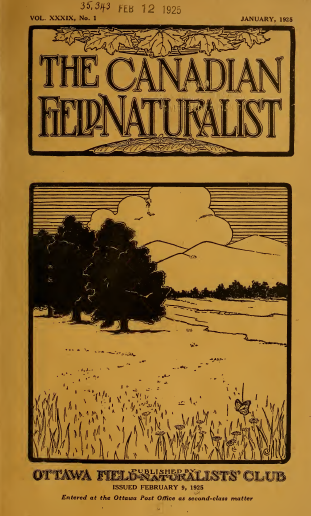 35,343 FEB 12 1925
VOL. XXXIX, No. 1 JANUARY, 1925
THE CANADIAN
FIELD-NATURALIST
PUBLISHED BY
OTTAWA FIELD-NATURALISTS' CLUB
ISSUED FEBRUARY 9, 1925
Entered at the Ottawa Post Office as second-class matter